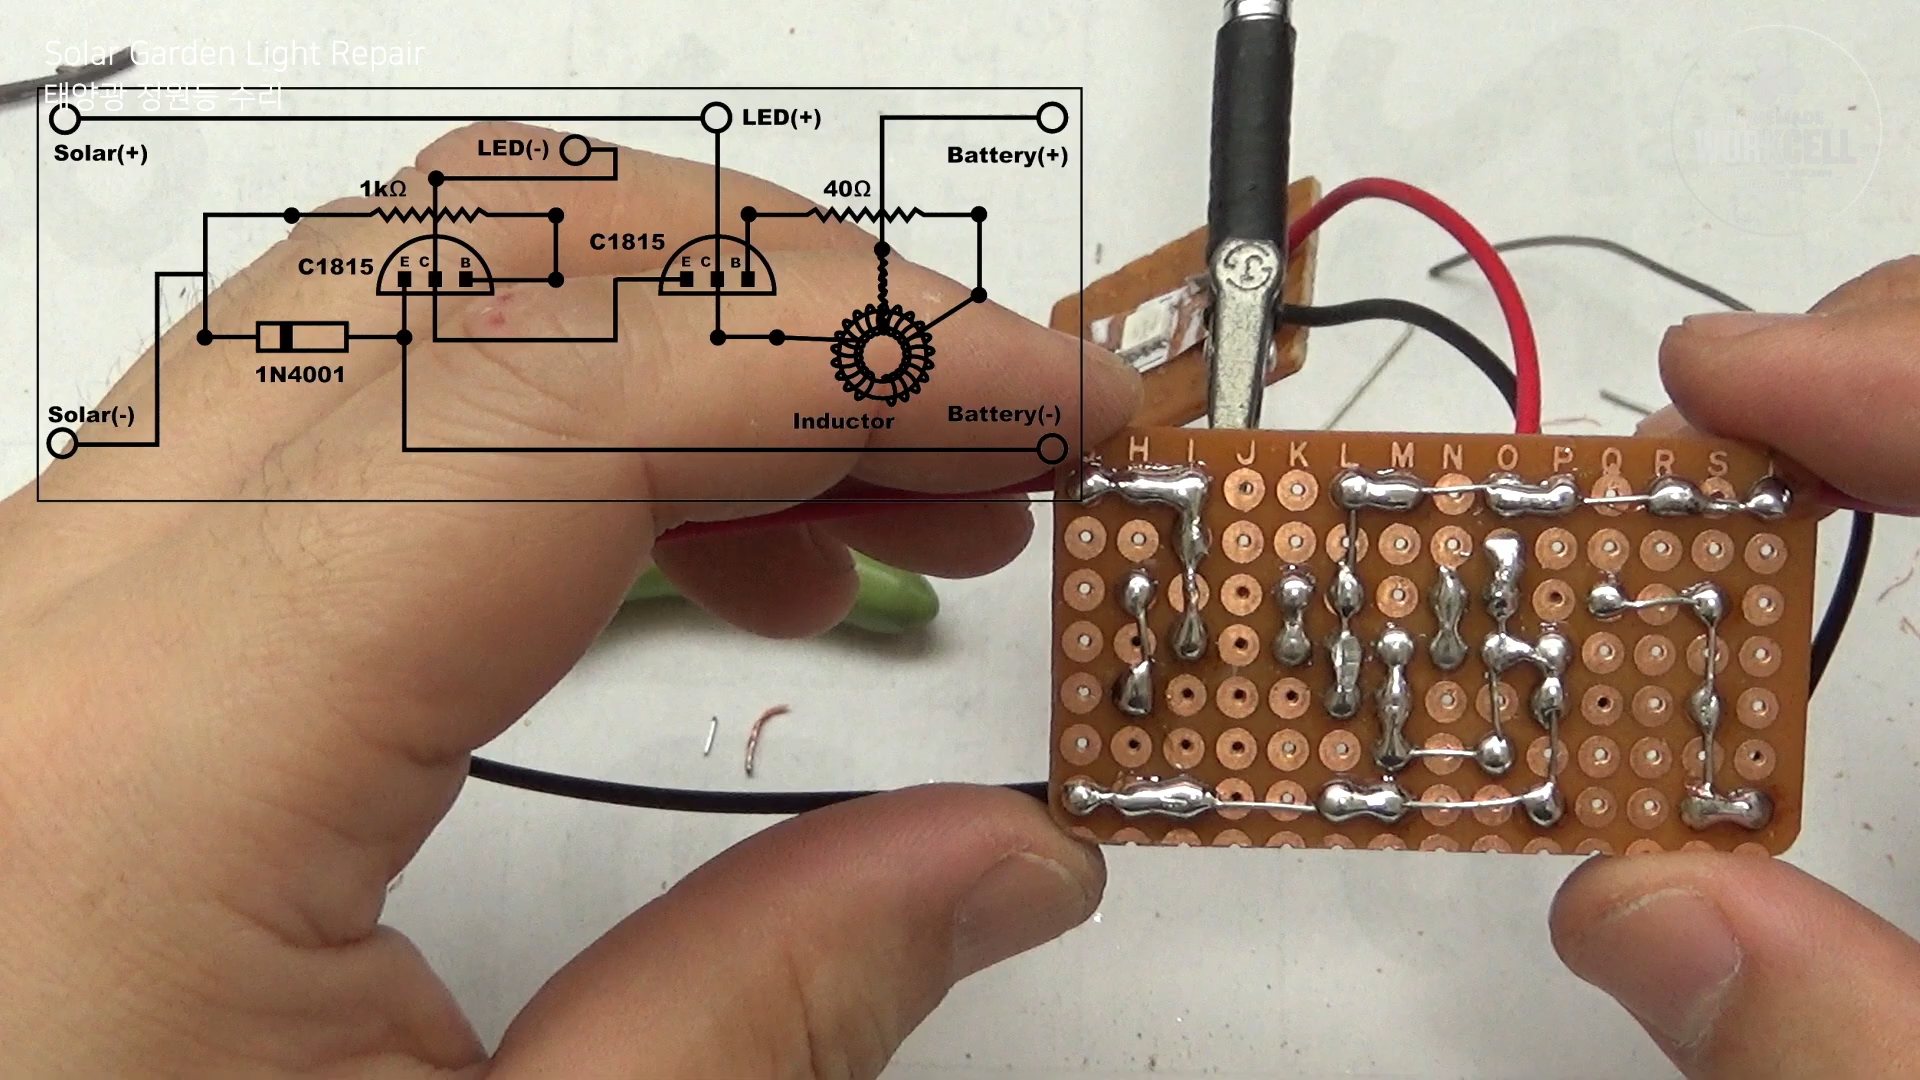 Solar Garden Light Repair
태양광 정원등 수리
Solar(+)
LED(+)
LED(-)
Battery(+)
1kΩ
40Ω
C1815
E C B
C1815
E C B
1N4001
Solar(-)
Inductor
Battery(-)
H I J K L M N O P Q R S